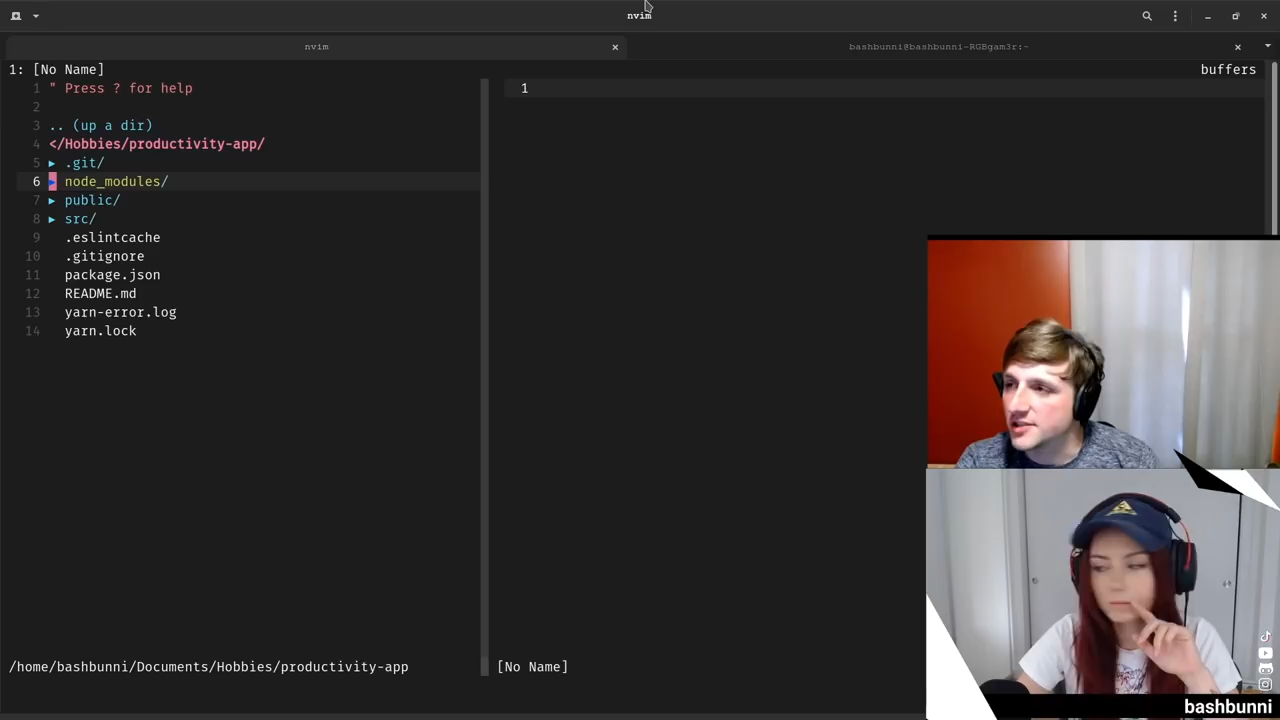 nvim
nvim
bashbunni@bashbunni-RGBgam3r:~
1: [No Name]
buffers
1 " Press ? for help
2
3 .. (up a dir)
4 </Hobbies/productivity-app/
5 ▸ .git/
6 ▸ node_modules/
7 ▸ public/
8 ▸ src/
9 .eslintcache
10 .gitignore
11 package.json
12 README.md
13 yarn-error.log
14 yarn.lock
1
/home/bashbunni/Documents/Hobbies/productivity-app
[No Name]
bashbunni